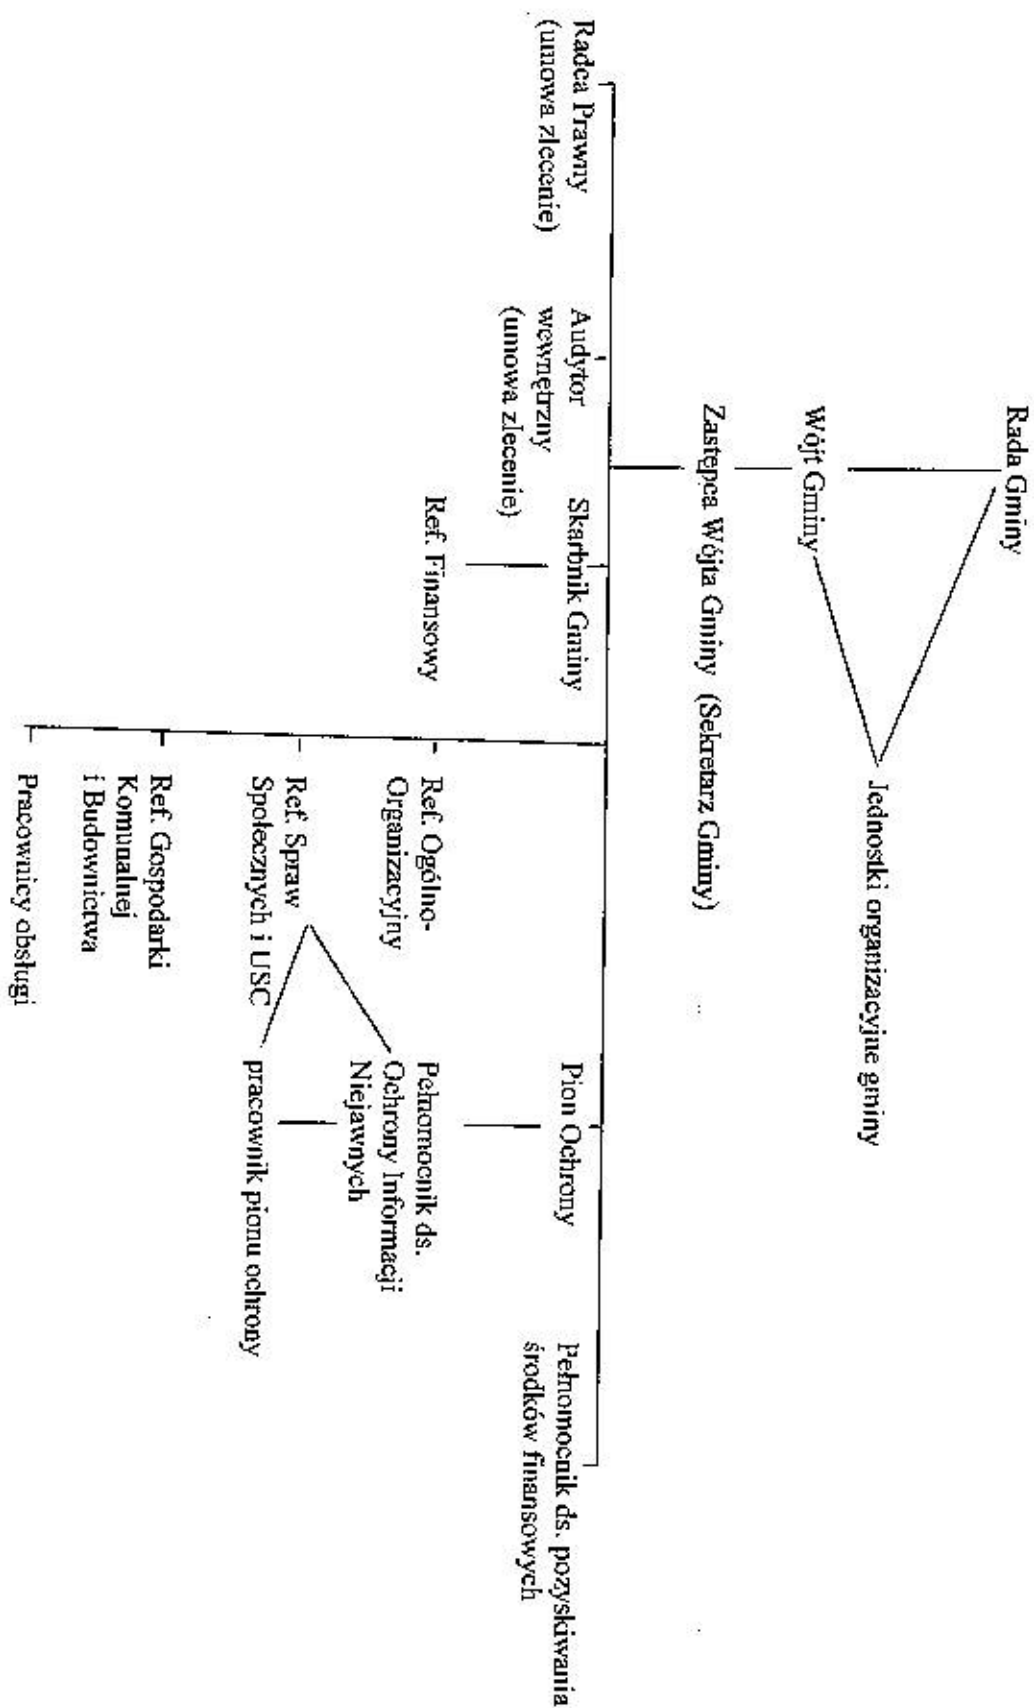 Rada Gminy
Jednostki organizacyjne gminy
Wójt Gminy
Zastępca Wójta Gminy (Sekretarz Gminy)
Radca Prawny
(umowa zlecenie)
Audytor
wewnętrzny
(umowa zlecenie)
Skarbnik Gminy
Ref. Finansowy
Pion Ochrony
Pełnomocnik ds. pozyskiwania
środków finansowych
Ref. Ogólno-
Organizacyjny
Pełnomocnik ds.
Ochrony Informacji
Niejawnych
Ref. Spraw
Społecznych i USC
pracownik pionu ochrony
Ref. Gospodarki
Komunalnej
i Budownictwa
Pracownicy obsługi